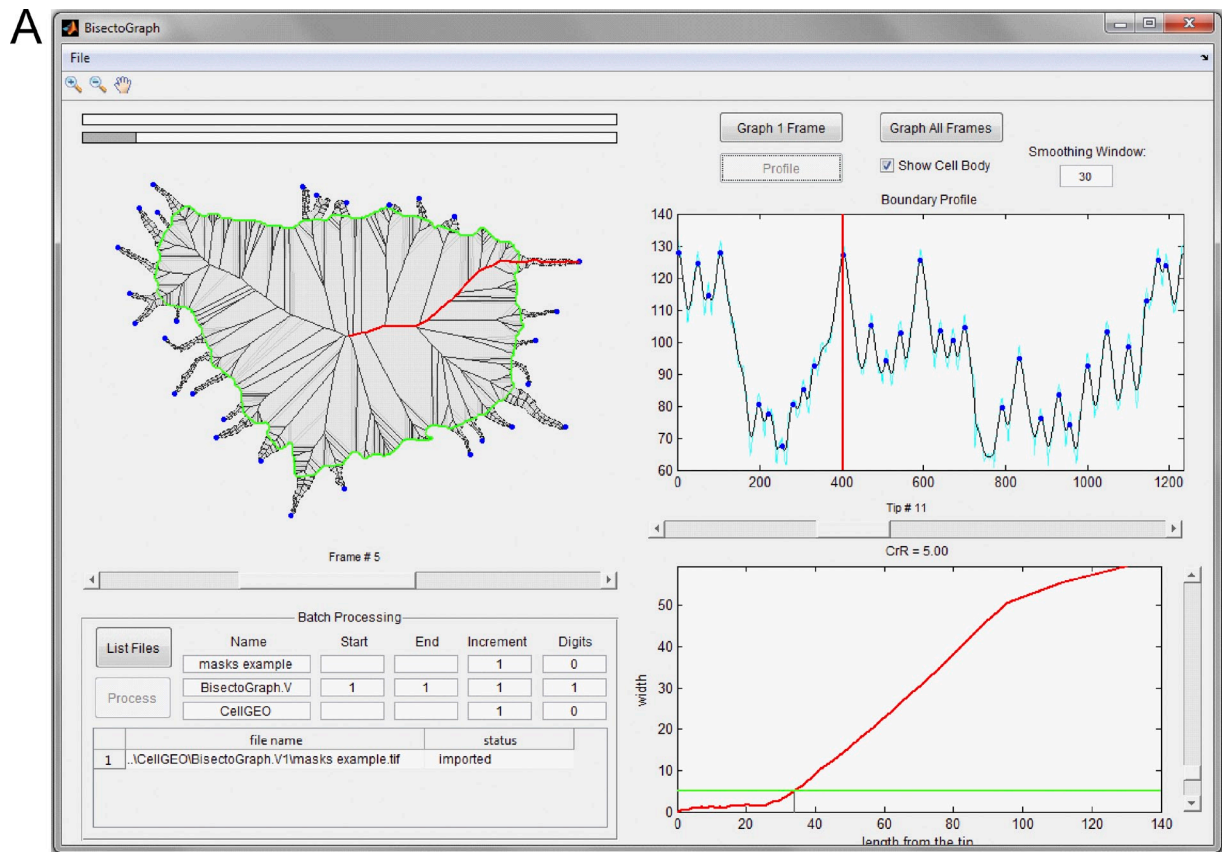 A
BisectoGraph
File
Graph 1 Frame
Graph All Frames
Profile
Show Cell Body
Smoothing Window:
30
Boundary Profile
140
130
120
110
100
90
80
70
60
0 200 400 600 800 1000 1200
Tip # 11
Frame # 5
CrR = 5.00
width
50
40
30
20
10
0
0 20 40 60 80 100 120 140
length from the tip
Batch Processing
List Files
Process
Name Start End Increment Digits
masks example 1 0
BisectoGraph.V 1 1 1 1
CellGEO 1 0
file name status
1 ..\CellGEO\BisectoGraph.V1\masks example.tif imported